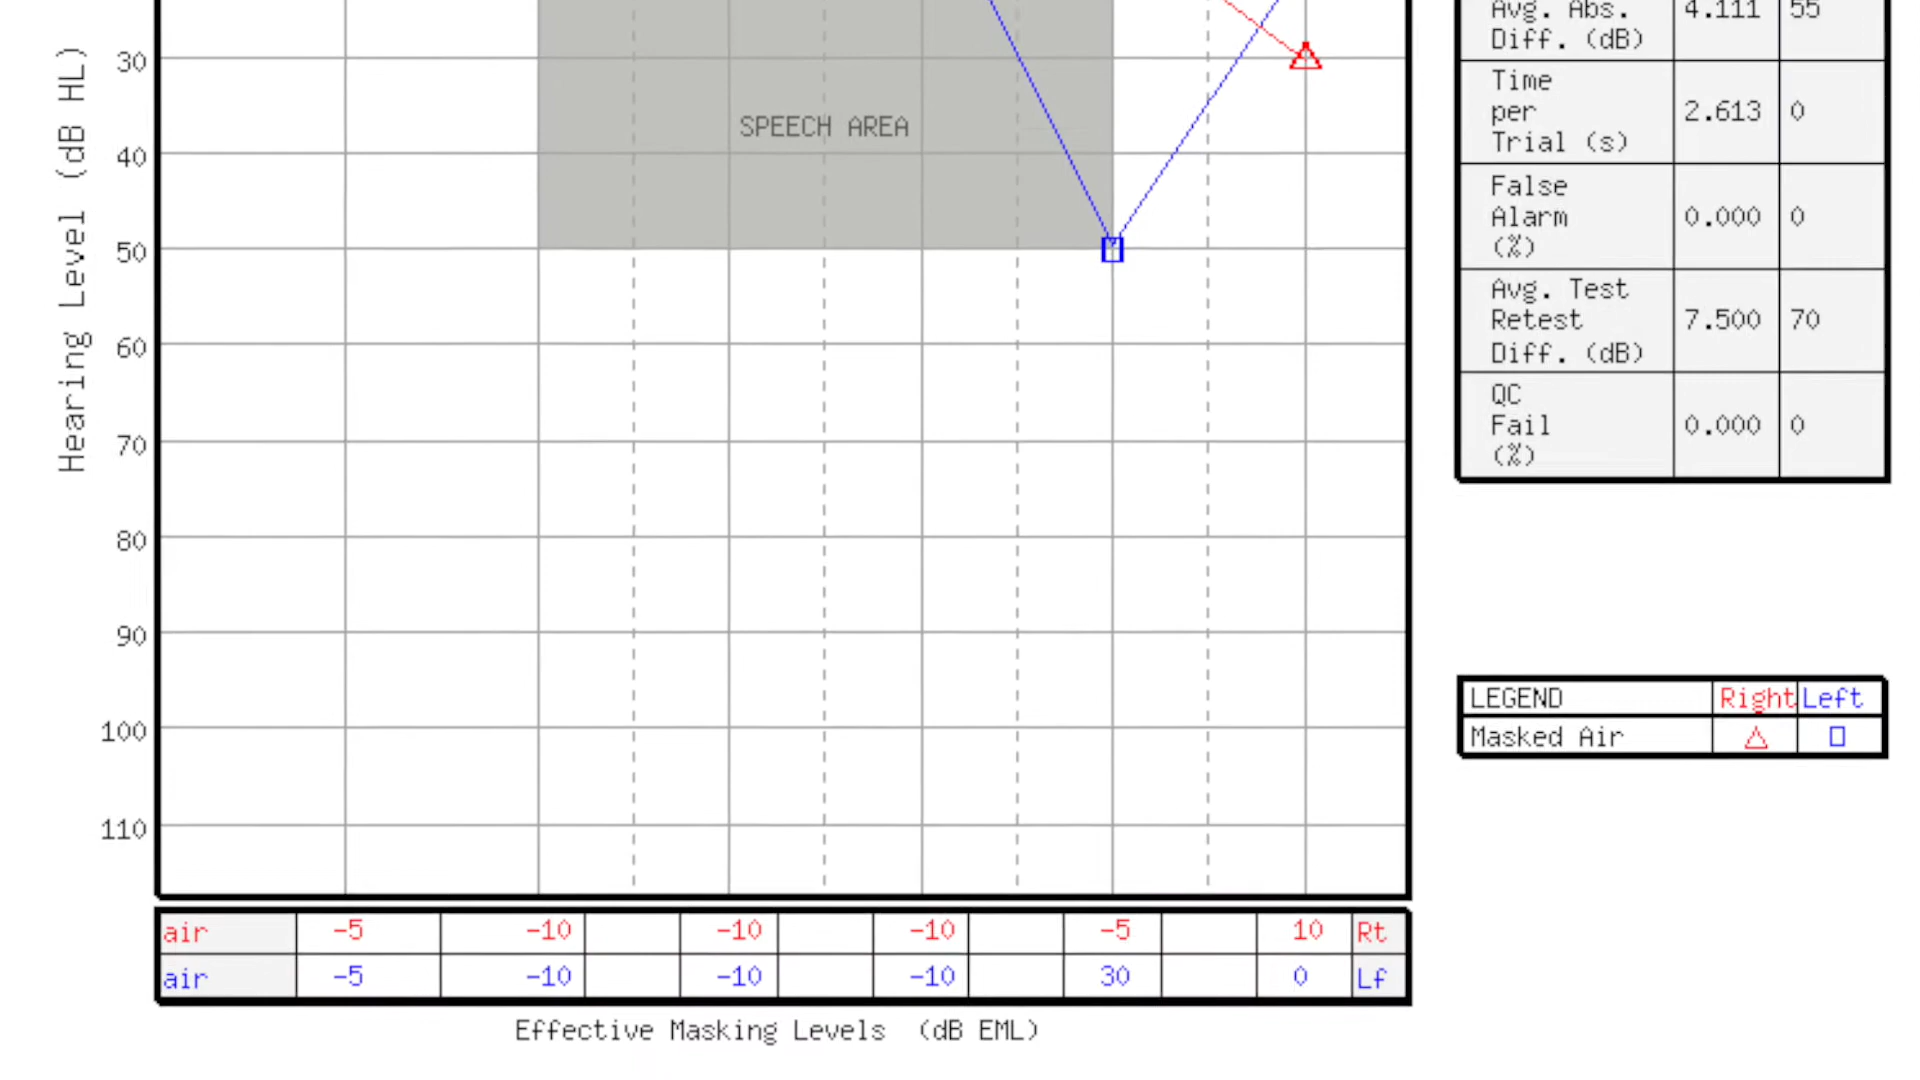 Avg. Abs.
Diff. (dB)
4.111
55
Time
per
Trial (s)
2.613
0
False
Alarm
(%)
0.000
0
Avg. Test
Retest
Diff. (dB)
7.500
70
QC
Fail
(%)
0.000
0
Hearing Level (dB HL)
30
40
50
60
70
80
90
100
110
SPEECH AREA
LEGEND Right Left
Masked Air
air -5 -10 -10 -10 -5 10 Rt
air -5 -10 -10 -10 30 0 Lf
Effective Masking Levels (dB EML)